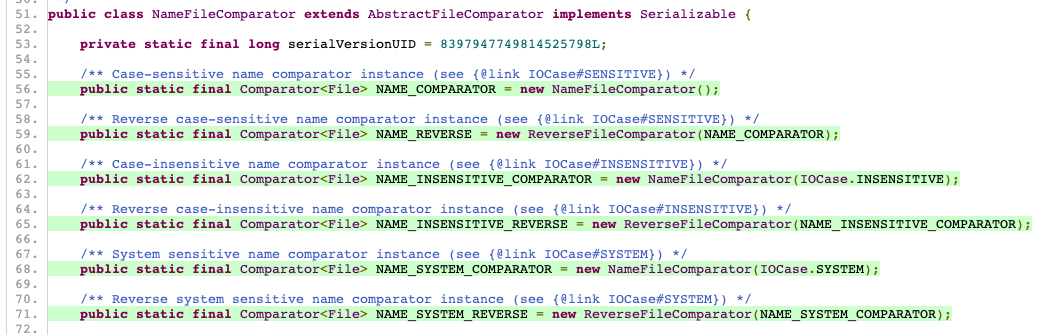 51. public class NameFileComparator extends AbstractFileComparator implements Serializable {
52.
53.     private static final long serialVersionUID = 8397947749814525798L;
54.
55.     /** Case-sensitive name comparator instance (see {@link IOCase#SENSITIVE}) */
56.     public static final Comparator<File> NAME_COMPARATOR = new NameFileComparator();
57.
58.     /** Reverse case-sensitive name comparator instance (see {@link IOCase#SENSITIVE}) */
59.     public static final Comparator<File> NAME_REVERSE = new ReverseFileComparator(NAME_COMPARATOR);
60.
61.     /** Case-insensitive name comparator instance (see {@link IOCase#INSENSITIVE}) */
62.     public static final Comparator<File> NAME_INSENSITIVE_COMPARATOR = new NameFileComparator(IOCase.INSENSITIVE);
63.
64.     /** Reverse case-insensitive name comparator instance (see {@link IOCase#INSENSITIVE}) */
65.     public static final Comparator<File> NAME_INSENSITIVE_REVERSE = new ReverseFileComparator(NAME_INSENSITIVE_COMPARATOR);
66.
67.     /** System sensitive name comparator instance (see {@link IOCase#SYSTEM}) */
68.     public static final Comparator<File> NAME_SYSTEM_COMPARATOR = new NameFileComparator(IOCase.SYSTEM);
69.
70.     /** Reverse system sensitive name comparator instance (see {@link IOCase#SYSTEM}) */
71.     public static final Comparator<File> NAME_SYSTEM_REVERSE = new ReverseFileComparator(NAME_SYSTEM_COMPARATOR);
72.